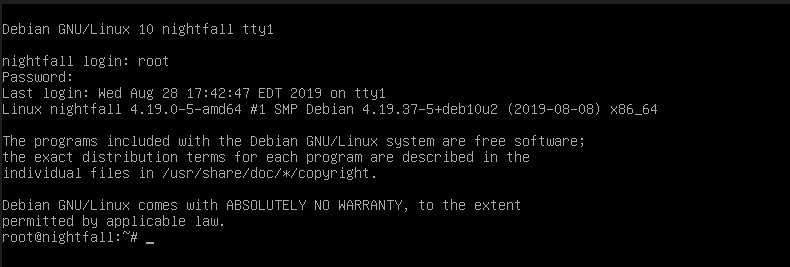 Debian GNU/Linux 10 nightfall tty1
nightfall login: root
Password:
Last login: Wed Aug 28 17:42:47 EDT 2019 on tty1
Linux nightfall 4.19.0-5-amd64 #1 SMP Debian 4.19.37-5+deb10u2 (2019-08-08) x86_64
The programs included with the Debian GNU/Linux system are free software;
the exact distribution terms for each program are described in the
individual files in /usr/share/doc/*/copyright.
Debian GNU/Linux comes with ABSOLUTELY NO WARRANTY, to the extent
permitted by applicable law.
root@nightfall:~# _